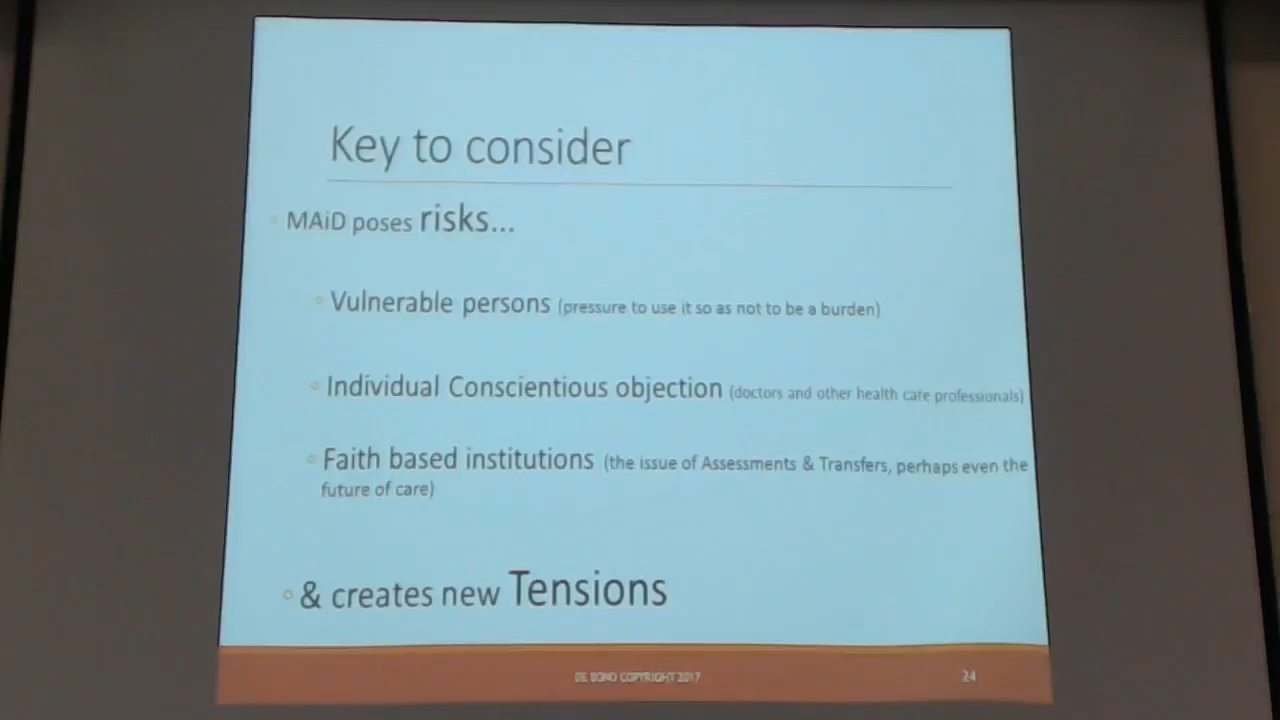 Key to consider
MAiD poses risks...
Vulnerable persons (pressure to use it so as not to be a burden)
Individual Conscientious objection (doctors and other health care professionals)
Faith based institutions (the issue of Assessments & Transfers, perhaps even the
future of care)
& creates new Tensions
DE BONO COPYRIGHT 2017
24